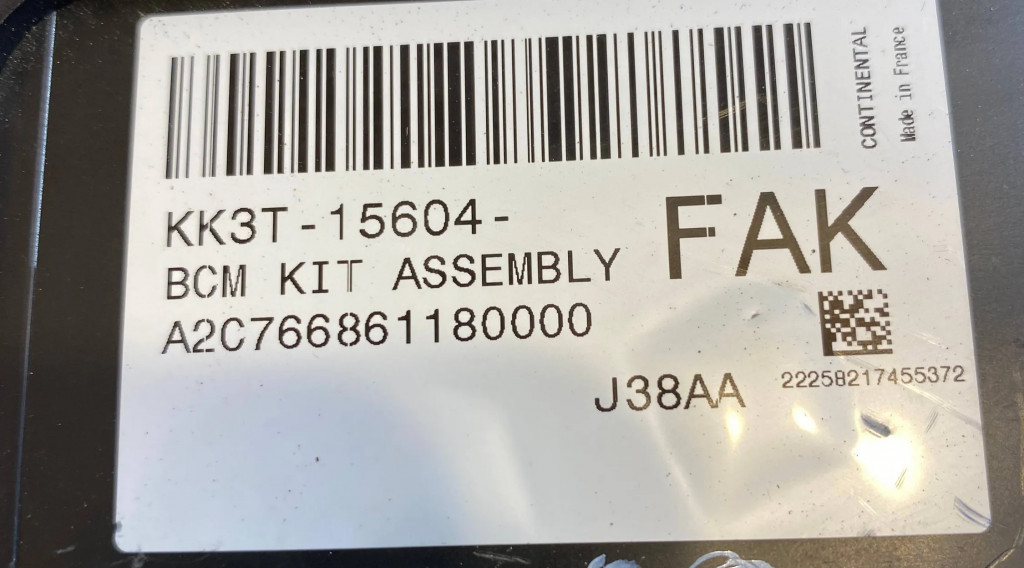 CONTINENTAL
Made in France
KK3T-15604-
FAK
BCM KIT ASSEMBLY
A2C766861180000
J38AA
22258217455372